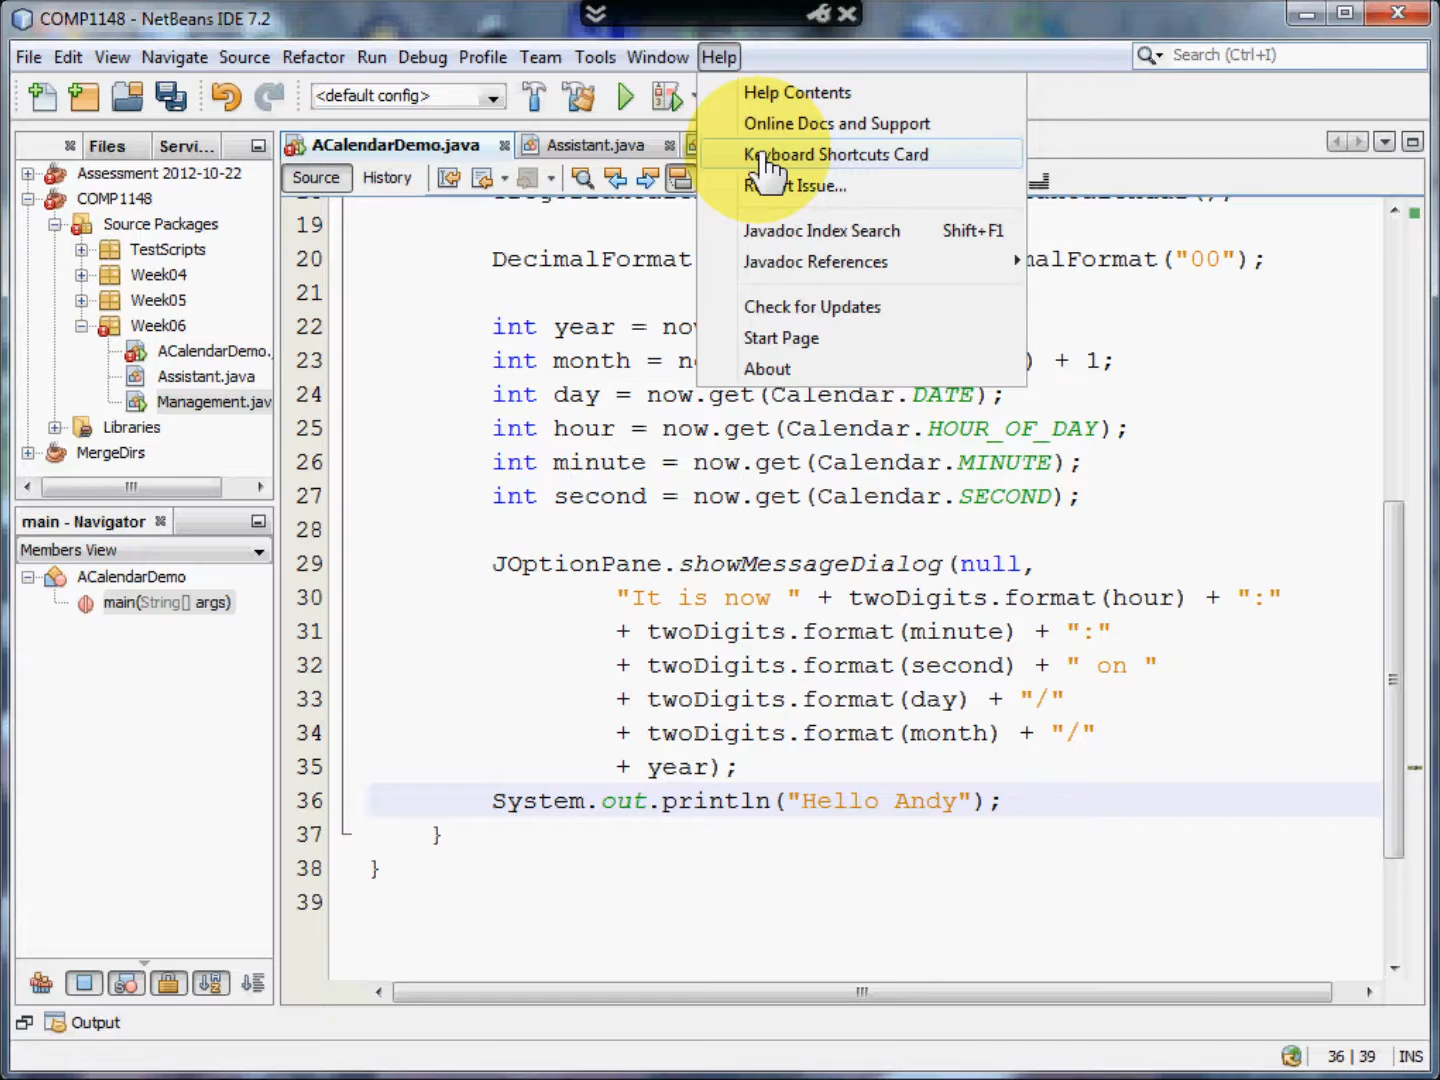 COMP1148 - NetBeans IDE 7.2
File Edit View Navigate Source Refactor Run Debug Profile Team Tools Window Help
Search (Ctrl+I)
<default config>
Help Contents
Online Docs and Support
Keyboard Shortcuts Card
Issue...
Javadoc Index Search Shift+F1
Javadoc References
Check for Updates
Start Page
About
Files Servi...
Assessment 2012-10-22
COMP1148
Source Packages
TestScripts
Week04
Week05
Week06
ACalendarDemo.
Assistant.java
Management.jav
Libraries
MergeDirs
main - Navigator
Members View
ACalendarDemo
main(String[] args)
ACalendarDemo.java Assistant.java
Source History
19
20 DecimalFormat malFormat("00");
21
22 int year = now
23 int month = n ) + 1;
24 int day = now.get(Calendar.DATE);
25 int hour = now.get(Calendar.HOUR_OF_DAY);
26 int minute = now.get(Calendar.MINUTE);
27 int second = now.get(Calendar.SECOND);
28
29 JOptionPane.showMessageDialog(null,
30 "It is now " + twoDigits.format(hour) + ":"
31 + twoDigits.format(minute) + ":"
32 + twoDigits.format(second) + " on "
33 + twoDigits.format(day) + "/"
34 + twoDigits.format(month) + "/"
35 + year);
36 System.out.println("Hello Andy");
37 }
38 }
39
Output
36 | 39 INS